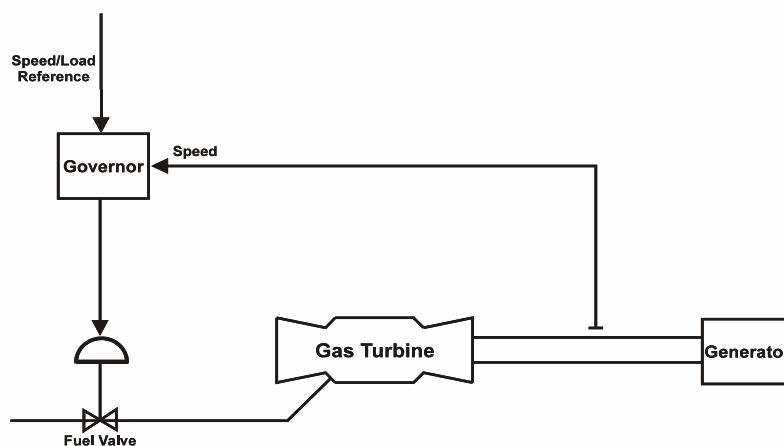 Speed/Load
Reference
Governor
Speed
Gas Turbine
Generato
Fuel Valve